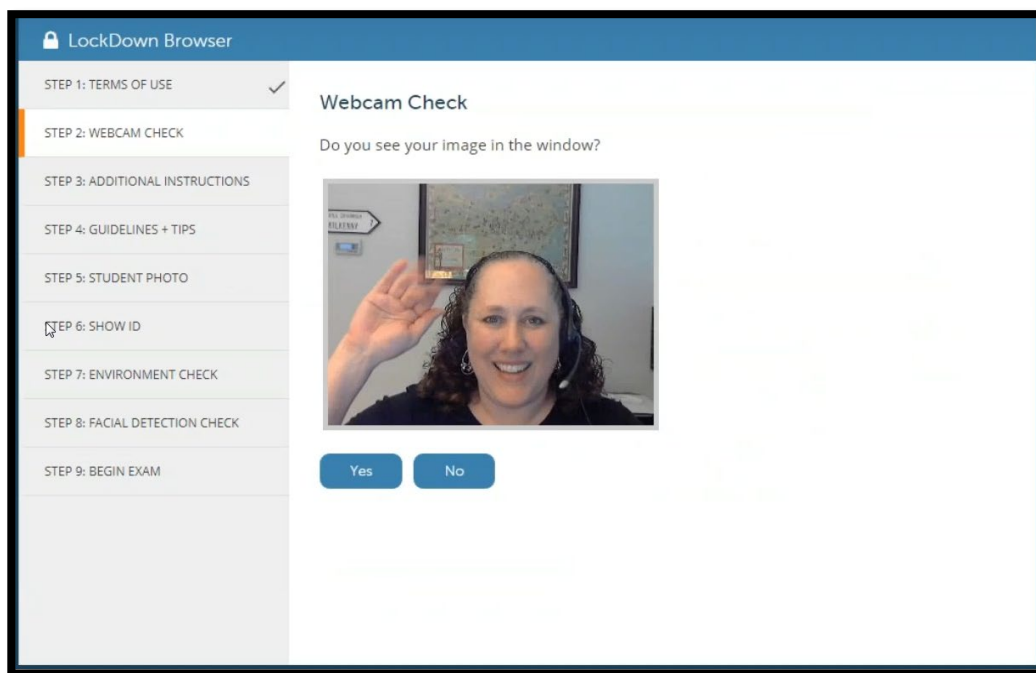 LockDown Browser
STEP 1: TERMS OF USE
STEP 2: WEBCAM CHECK
STEP 3: ADDITIONAL INSTRUCTIONS
STEP 4: GUIDELINES + TIPS
STEP 5: STUDENT PHOTO
STEP 6: SHOW ID
STEP 7: ENVIRONMENT CHECK
STEP 8: FACIAL DETECTION CHECK
STEP 9: BEGIN EXAM
Webcam Check
Do you see your image in the window?
KILKENNY
Yes
No